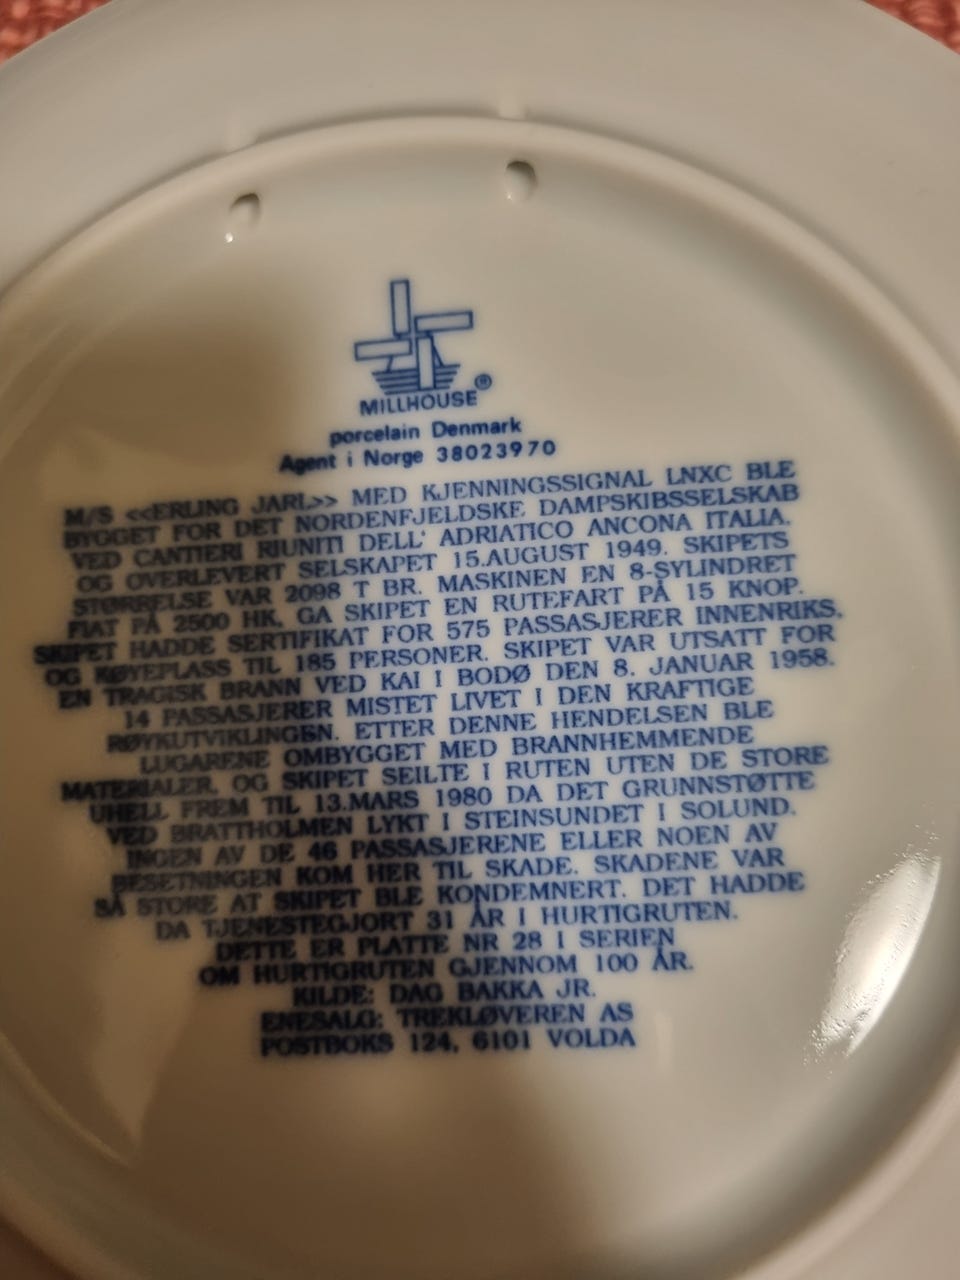 MILLHOUSE®
porcelain Denmark
Agent i Norge 38023970
M/S <<ERLING JARL>> MED KJENNINGSSIGNAL LNXC BLE
BYGGET FOR DET NORDENFJELDSKE DAMPSKIBSSELSKAB
VED CANTIERI RIUNITI DELL' ADRIATICO ANCONA ITALIA.
OG OVERLEVERT SELSKAPET 15.AUGUST 1949. SKIPETS
STØRRELSE VAR 2098 T BR. MASKINEN EN 8-SYLINDRET
FIAT PÅ 2500 HK. GA SKIPET EN RUTEFART PÅ 15 KNOP.
SKIPET HADDE SERTIFIKAT FOR 575 PASSASJERER INNENRIKS.
OG KØYEPLASS TIL 185 PERSONER. SKIPET VAR UTSATT FOR
EN TRAGISK BRANN VED KAI I BODØ DEN 8. JANUAR 1958.
14 PASSASJERER MISTET LIVET I DEN KRAFTIGE
RØYKUTVIKLINGEN. ETTER DENNE HENDELSEN BLE
LUGARENE OMBYGGET MED BRANNHEMMENDE
MATERIALER. OG SKIPET SEILTE I RUTEN UTEN DE STORE
UHELL FREM TIL 13.MARS 1980 DA DET GRUNNSTØTTE
VED BRATTHOLMEN LYKT I STEINSUNDET I SOLUND.
INGEN AV DE 46 PASSASJERENE ELLER NOEN AV
BESETNINGEN KOM HER TIL SKADE. SKADENE VAR
SÅ STORE AT SKIPET BLE KONDEMNERT. DET HADDE
DA TJENESTEGJORT 31 ÅR I HURTIGRUTEN.
DETTE ER PLATTE NR 28 I SERIEN
OM HURTIGRUTEN GJENNOM 100 ÅR.
KILDE: DAG BAKKA JR.
ENESALG: TREKLØVEREN AS
POSTBOKS 124, 6101 VOLDA